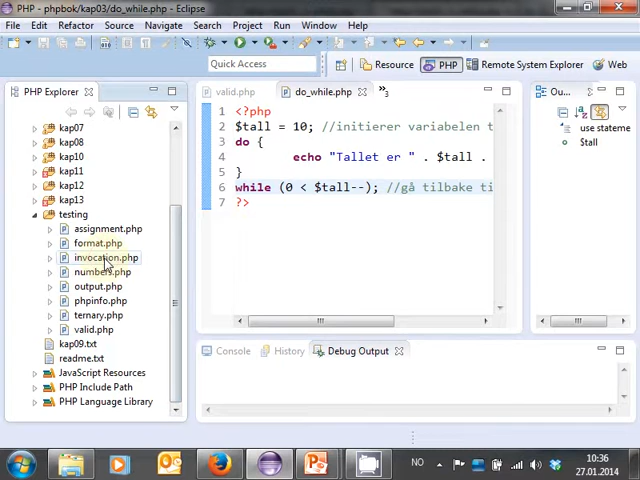 PHP - phpbok/kap03/do_while.php - Eclipse
File Edit Refactor Source Navigate Search Project Run Window Help
Quick Access
Resource PHP Remote System Explorer Web
PHP Explorer
kap07
kap08
kap10
kap11
kap12
kap13
testing
assignment.php
format.php
invocation.php
numbers.php
output.php
phpinfo.php
ternary.php
valid.php
kap09.txt
readme.txt
JavaScript Resources
PHP Include Path
PHP Language Library
valid.php do_while.php »3
1 <?php
2 $tall = 10; //initierer variabelen t
3 do {
4 echo "Tallet er " . $tall .
5 }
6 while (0 < $tall--); //gå tilbake ti
7 ?>
Ou...
use stateme
$tall
Console History Debug Output
NO 10:36
27.01.2014